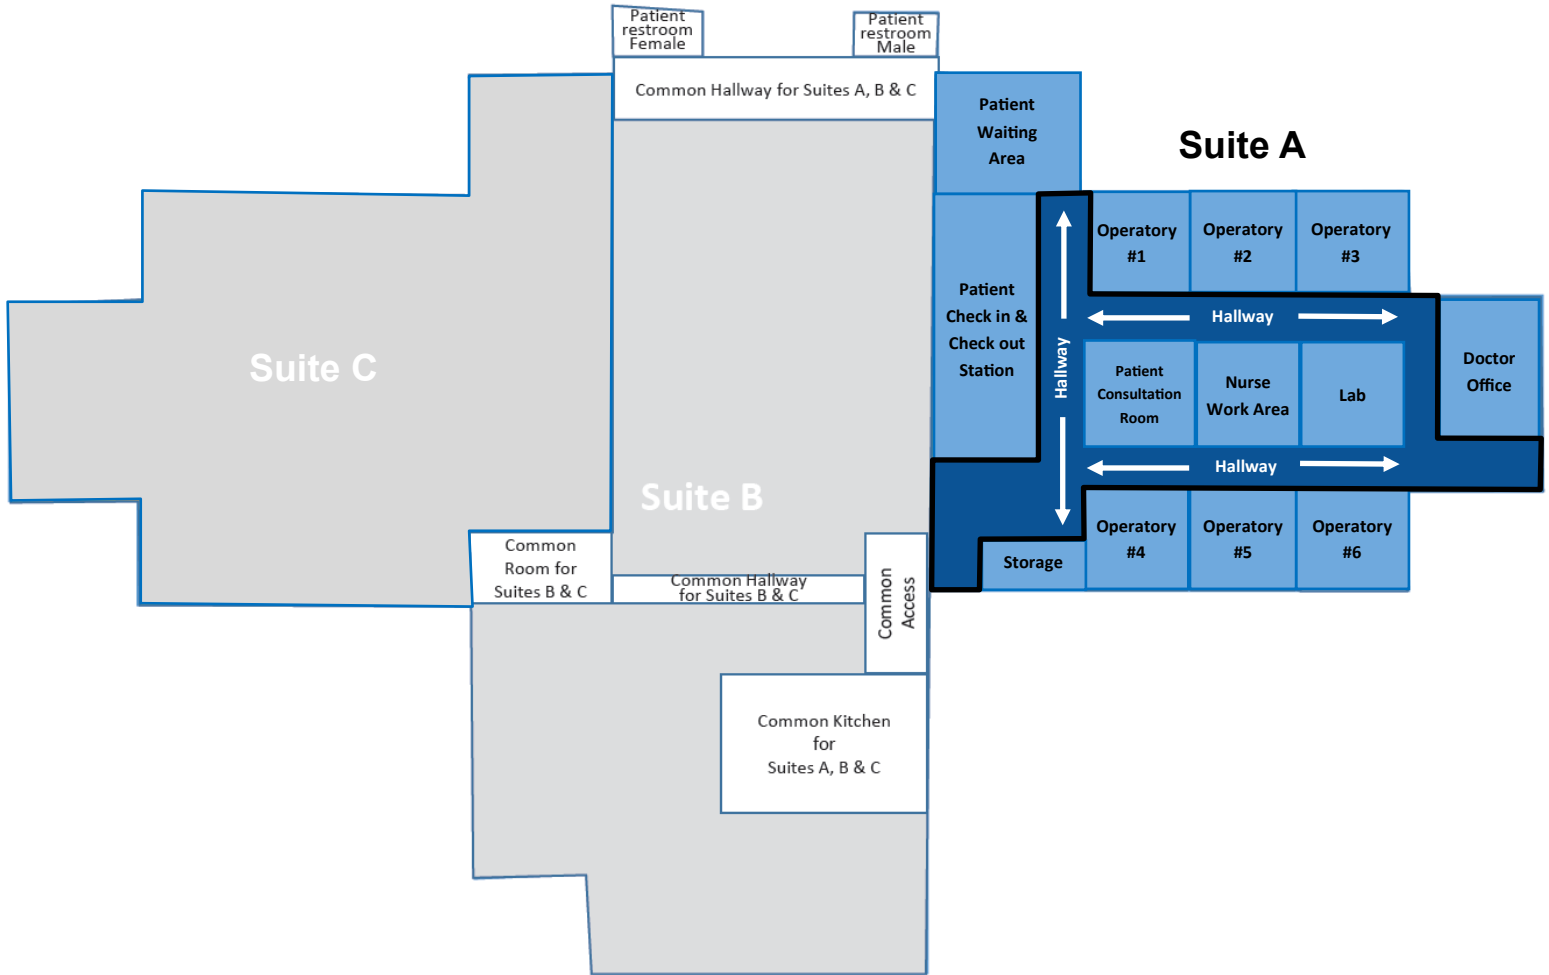 Patient
restroom
Female
Patient
restroom
Male
Common Hallway for Suites A, B & C
Patient
Waiting
Area
Suite A
Operatory
#1
Operatory
#2
Operatory
#3
Patient
Check in &
Check out
Station
Hallway
Hallway
Doctor
Office
Patient
Consultation
Room
Nurse
Work Area
Lab
Suite C
Hallway
Suite B
Operatory
#4
Operatory
#5
Operatory
#6
Storage
Common
Room for
Suites B & C
Common Hallway
for Suites B & C
Common
Access
Common Kitchen
for
Suites A, B & C